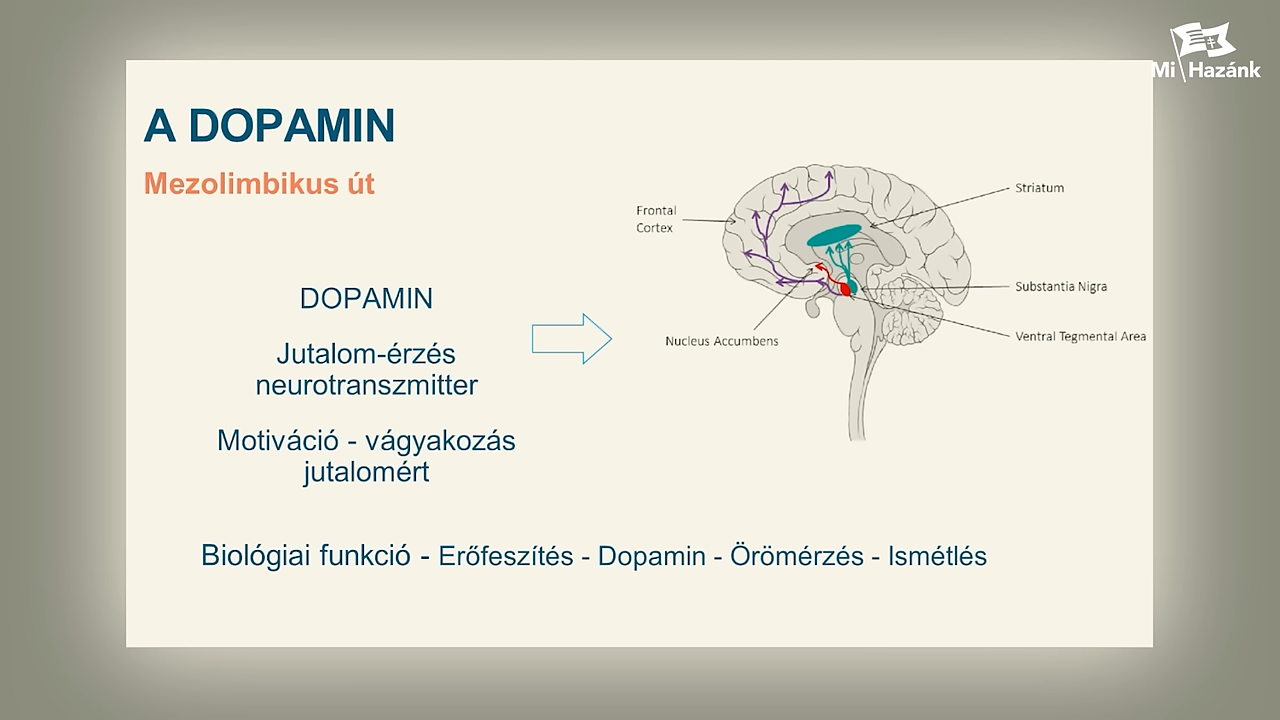 Mi Hazánk
A DOPAMIN
Mezolimbikus út
DOPAMIN
Jutalom-érzés
neurotranszmitter
Motiváció - vágyakozás
jutalomért
Frontal
Cortex
Striatum
Substantia Nigra
Ventral Tegmental Area
Nucleus Accumbens
Biológiai funkció - Erőfeszítés - Dopamin - Örömérzés - Ismétlés